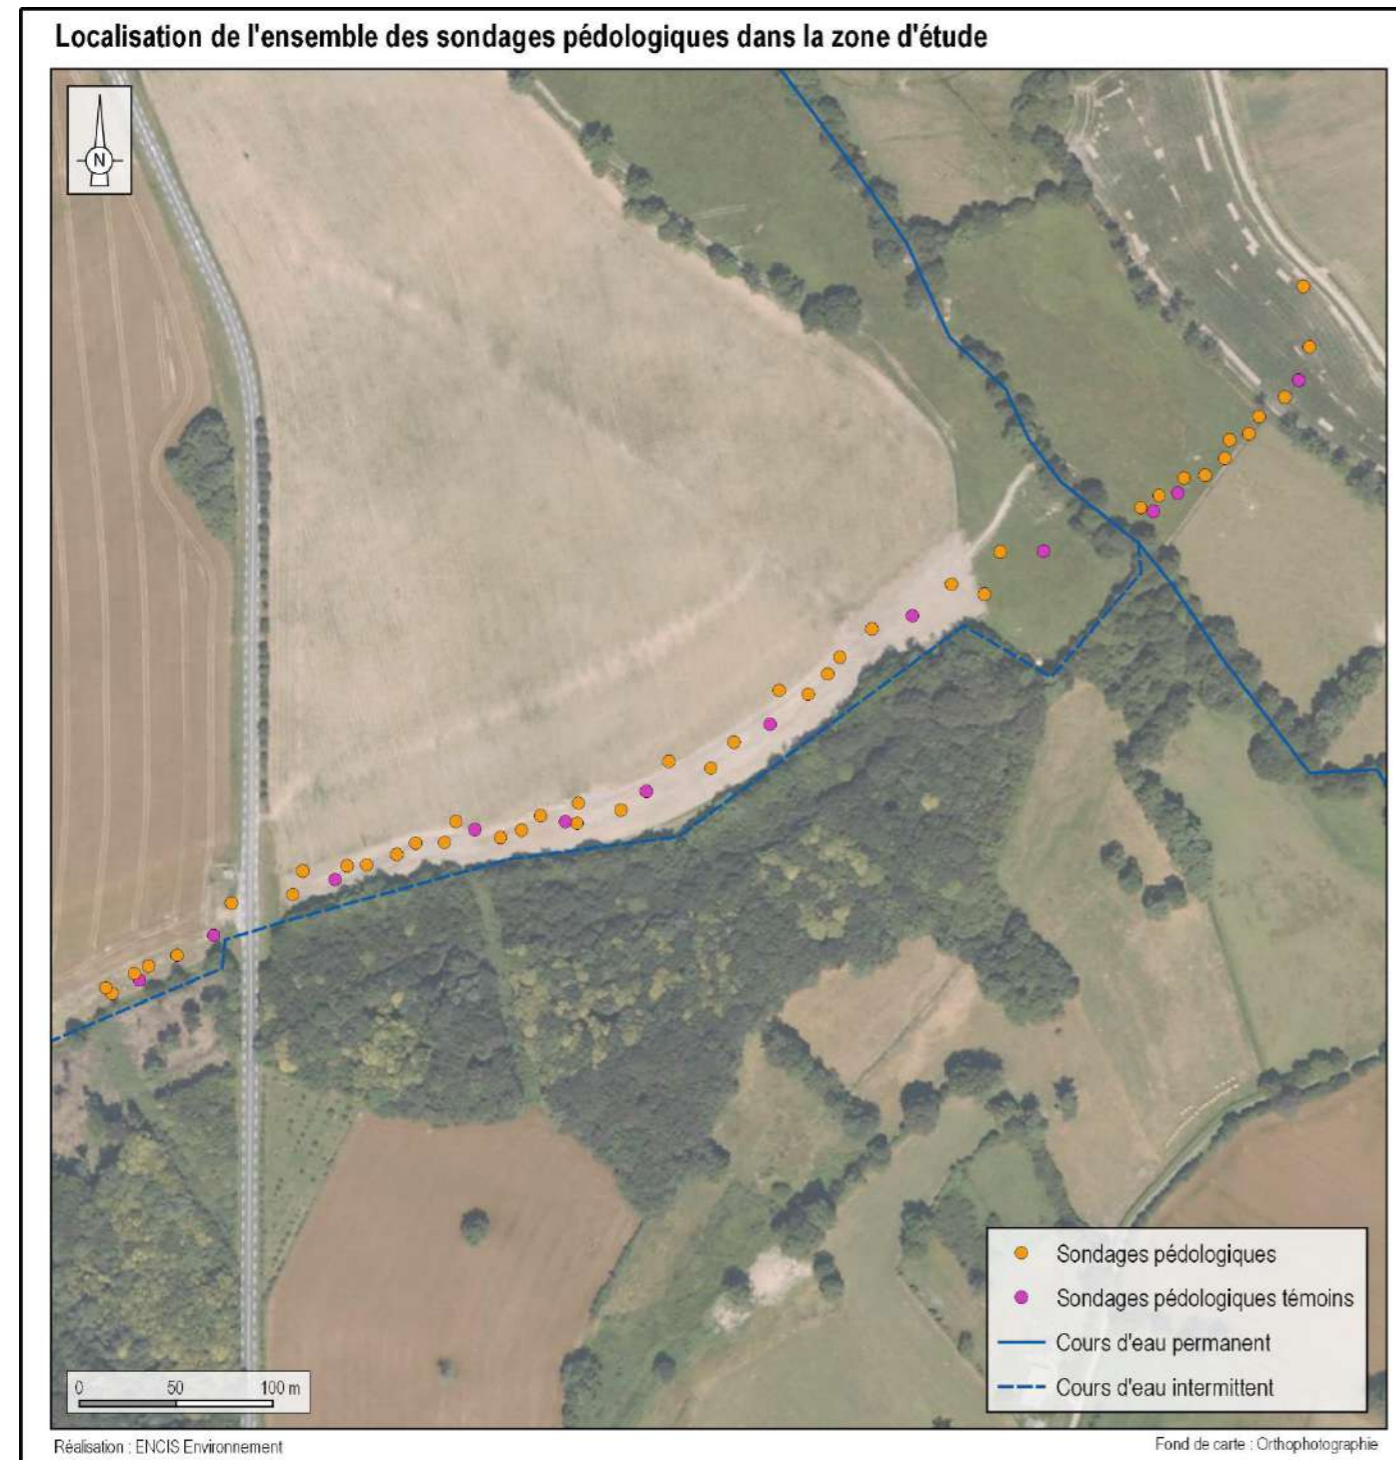 Localisation de l'ensemble des sondages pédologiques dans la zone d'étude
N
Sondages pédologiques
Sondages pédologiques témoins
Cours d'eau permanent
Cours d'eau intermittent
0 50 100 m
Réalisation : ENCIS Environnement
Fond de carte : Orthophotographie